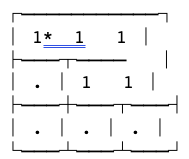 1* 1 1
. 1 1
. . .